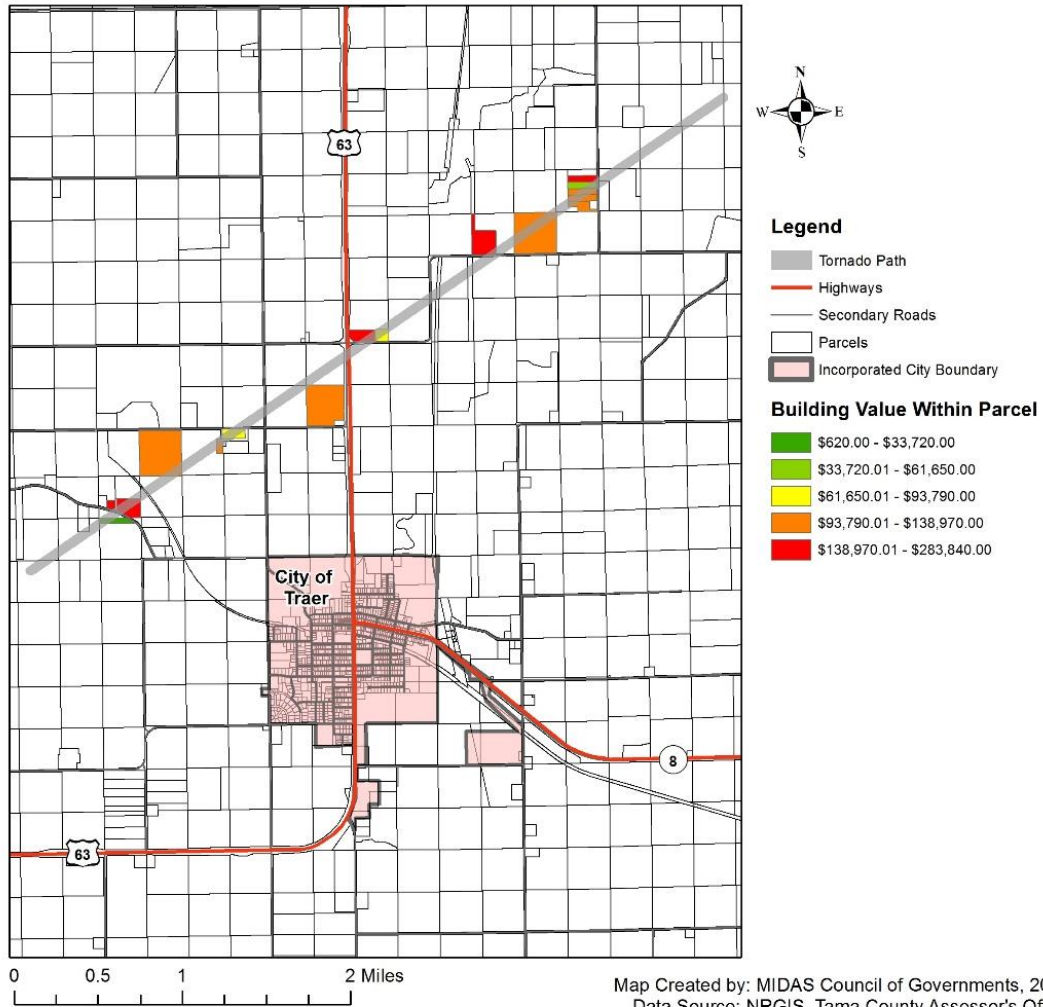 63
N
W E
S
Legend
Tornado Path
Highways
Secondary Roads
Parcels
Incorporated City Boundary
Building Value Within Parcel
$620.00 - $33,720.00
$33,720.01 - $61,650.00
$61,650.01 - $93,790.00
$93,790.01 - $138,970.00
$138,970.01 - $283,840.00
City of
Traer
8
63
0 0.5 1 2 Miles
Map Created by: MIDAS Council of Governments, 20
Data Source: NRGIS, Tama County Assessor's Of